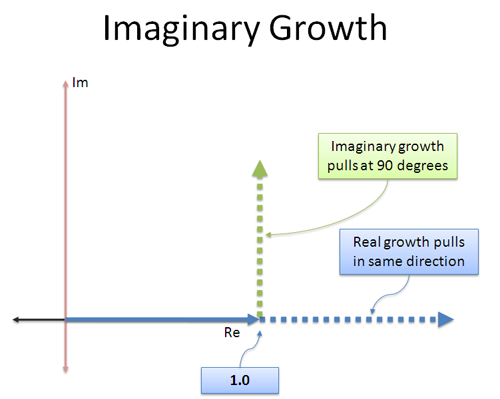 Imaginary Growth
Im
Imaginary growth
pulls at 90 degrees
Real growth pulls
in same direction
Re
1.0